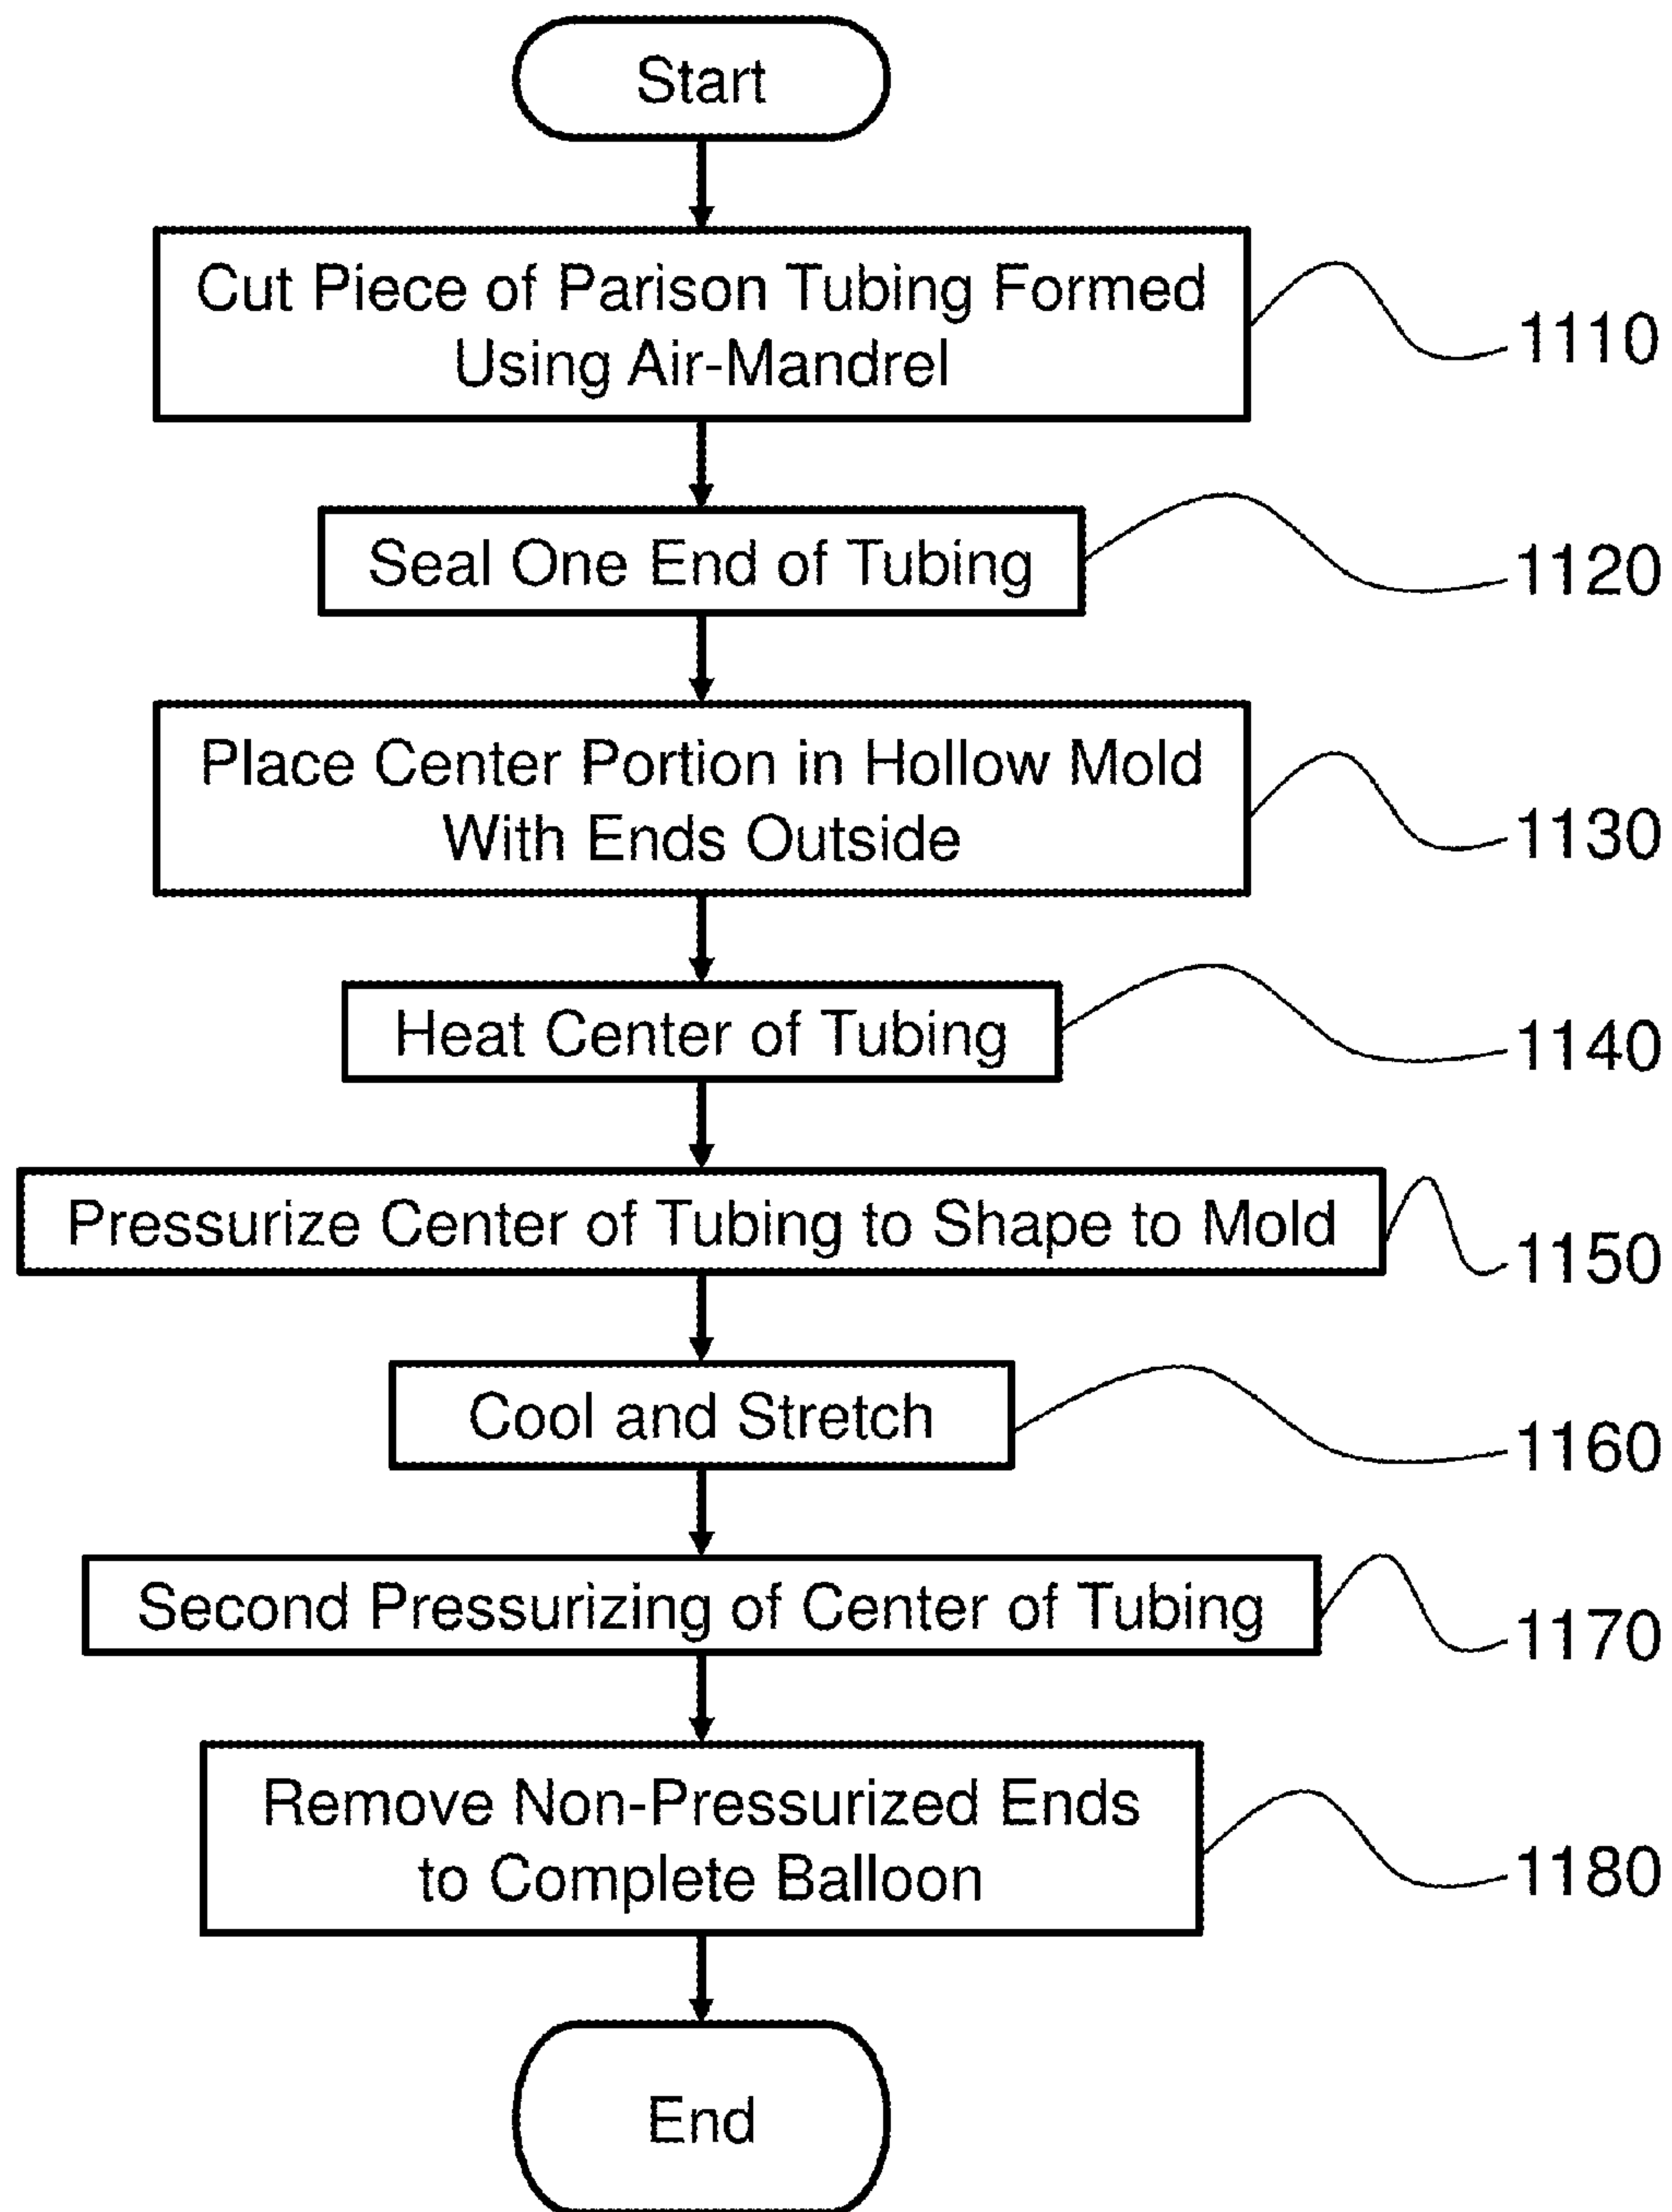 Start
Cut Piece of Parison Tubing Formed
Using Air-Mandrel
1110
Seal One End of Tubing
1120
Place Center Portion in Hollow Mold
With Ends Outside
1130
Heat Center of Tubing
1140
Pressurize Center of Tubing to Shape to Mold
1150
Cool and Stretch
1160
Second Pressurizing of Center of Tubing
1170
Remove Non-Pressurized Ends
to Complete Balloon
1180
End